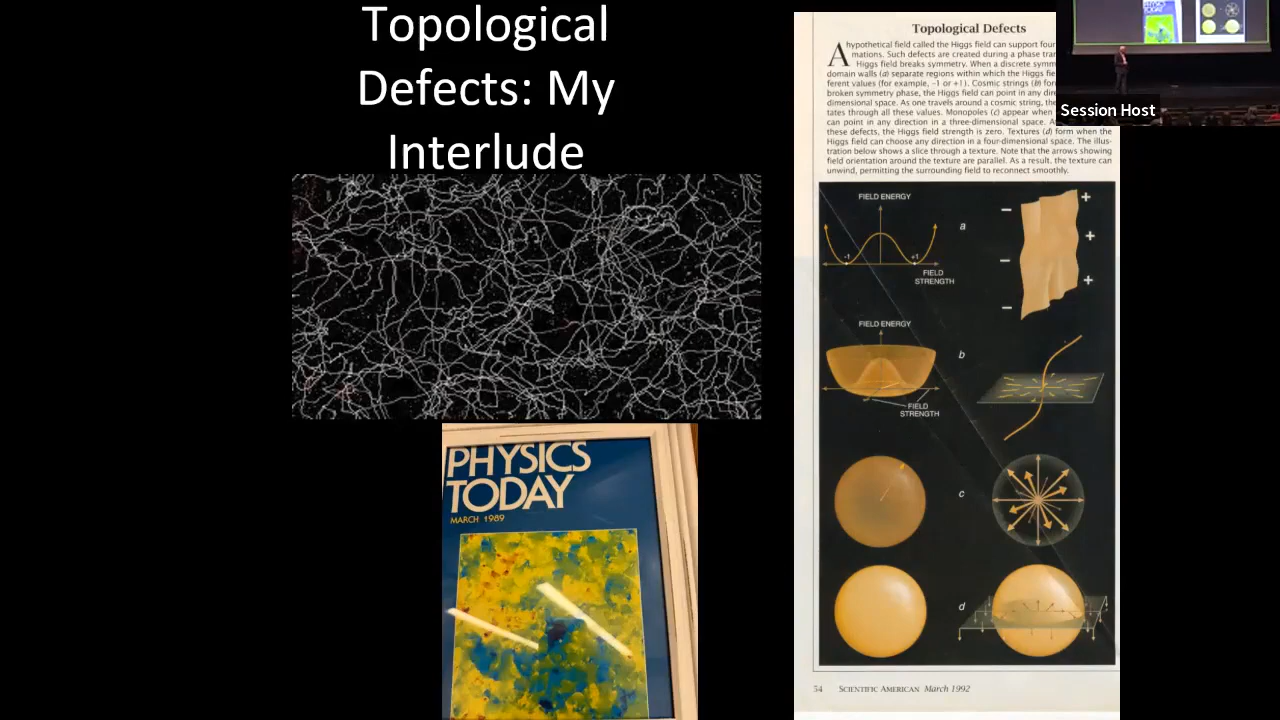 Topological
Defects: My
Interlude
PHYSICS
TODAY
MARCH 1989
Topological Defects
A hypothetical field called the Higgs field can support four
mations. Such defects are created during a phase tran
Higgs field breaks symmetry. When a discrete symm
domain walls (a) separate regions within which the Higgs fie
ferent values (for example, –1 or +1). Cosmic strings (b) for
broken symmetry phase, the Higgs field can point in any dire
dimensional space. As one travels around a cosmic string, the
tates through all these values. Monopoles (c) appear when
can point in any direction in a three-dimensional space. A
these defects, the Higgs field strength is zero. Textures (d) form when the
Higgs field can choose any direction in a four-dimensional space. The illus-
tration below shows a slice through a texture. Note that the arrows showing
field orientation around the texture are parallel. As a result, the texture can
unwind, permitting the surrounding field to reconnect smoothly.
FIELD ENERGY
a
-1
+1
FIELD
STRENGTH
– +
– +
– +
FIELD ENERGY
b
FIELD
STRENGTH
c
d
54 SCIENTIFIC AMERICAN March 1992
Session Host